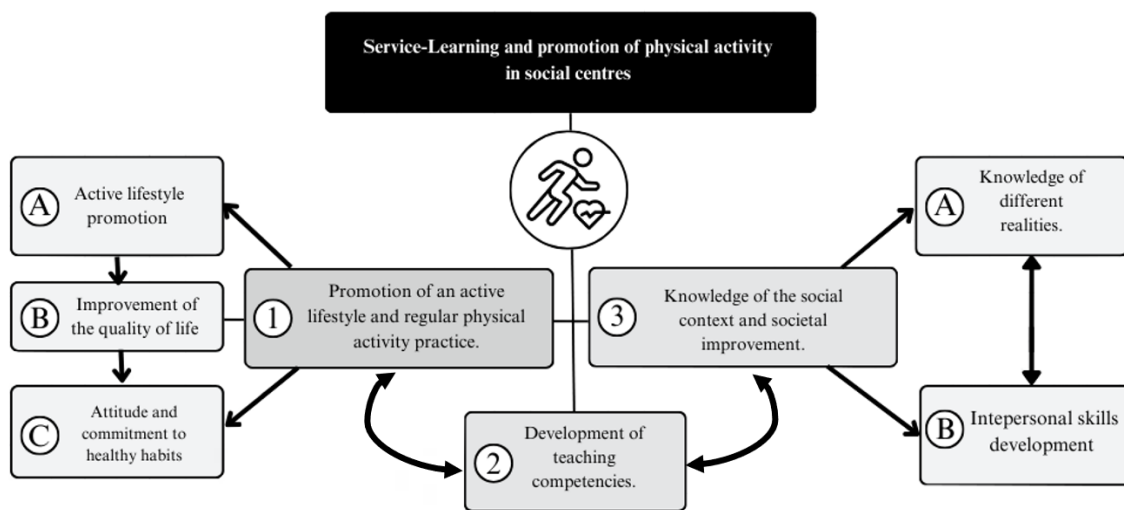 Service-Learning and promotion of physical activity
in social centres
A
Active lifestyle
promotion
B
Improvement of
the quality of life
C
Attitude and
commitment to
healthy habits
1
Promotion of an active
lifestyle and regular physical
activity practice.
2
Development of
teaching
competencies.
3
Knowledge of the social
context and societal
improvement.
A
Knowledge of
different
realities.
B
Intepersonal skills
development